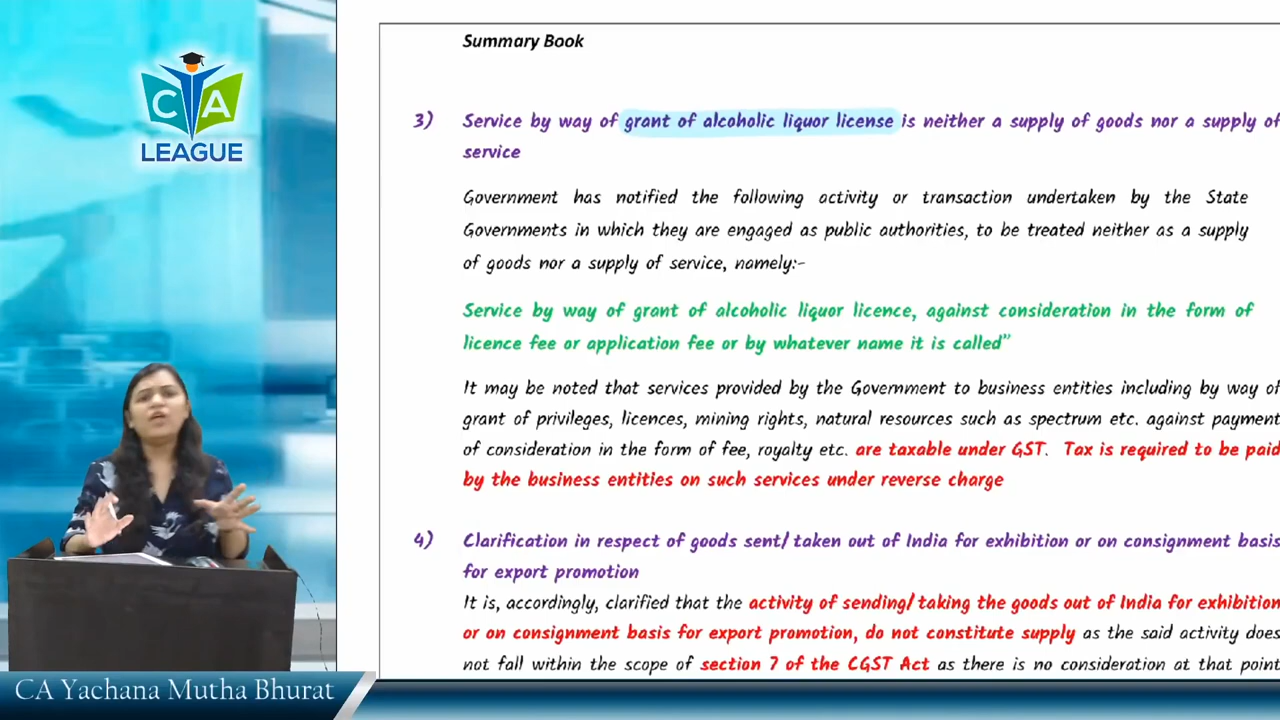 CA
LEAGUE
Summary Book
3) Service by way of grant of alcoholic liquor license is neither a supply of goods nor a supply of
service
Government has notified the following activity or transaction undertaken by the State
Governments in which they are engaged as public authorities, to be treated neither as a supply
of goods nor a supply of service, namely:-
Service by way of grant of alcoholic liquor licence, against consideration in the form of
licence fee or application fee or by whatever name it is called”
It may be noted that services provided by the Government to business entities including by way of
grant of privileges, licences, mining rights, natural resources such as spectrum etc. against payment
of consideration in the form of fee, royalty etc. are taxable under GST. Tax is required to be paid
by the business entities on such services under reverse charge
4) Clarification in respect of goods sent/ taken out of India for exhibition or on consignment basis
for export promotion
It is, accordingly, clarified that the activity of sending/ taking the goods out of India for exhibition
or on consignment basis for export promotion, do not constitute supply as the said activity does
not fall within the scope of section 7 of the CGST Act as there is no consideration at that point
CA Yachana Mutha Bhurat